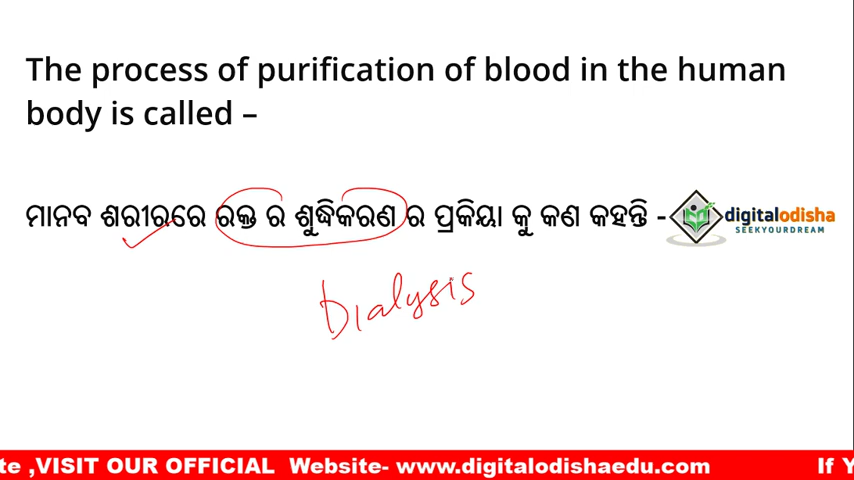 The process of purification of blood in the human
body is called –
ମାନବ ଶରୀରରେ ରକ୍ତ ର ଶୁଦ୍ଧିକରଣ ର ପ୍ରକିୟା କୁ କଣ କହନ୍ତି -
digitalodisha
SEEKYOURDREAM
Dialysis
te ,VISIT OUR OFFICIAL Website- www.digitalodishaedu.com If Y